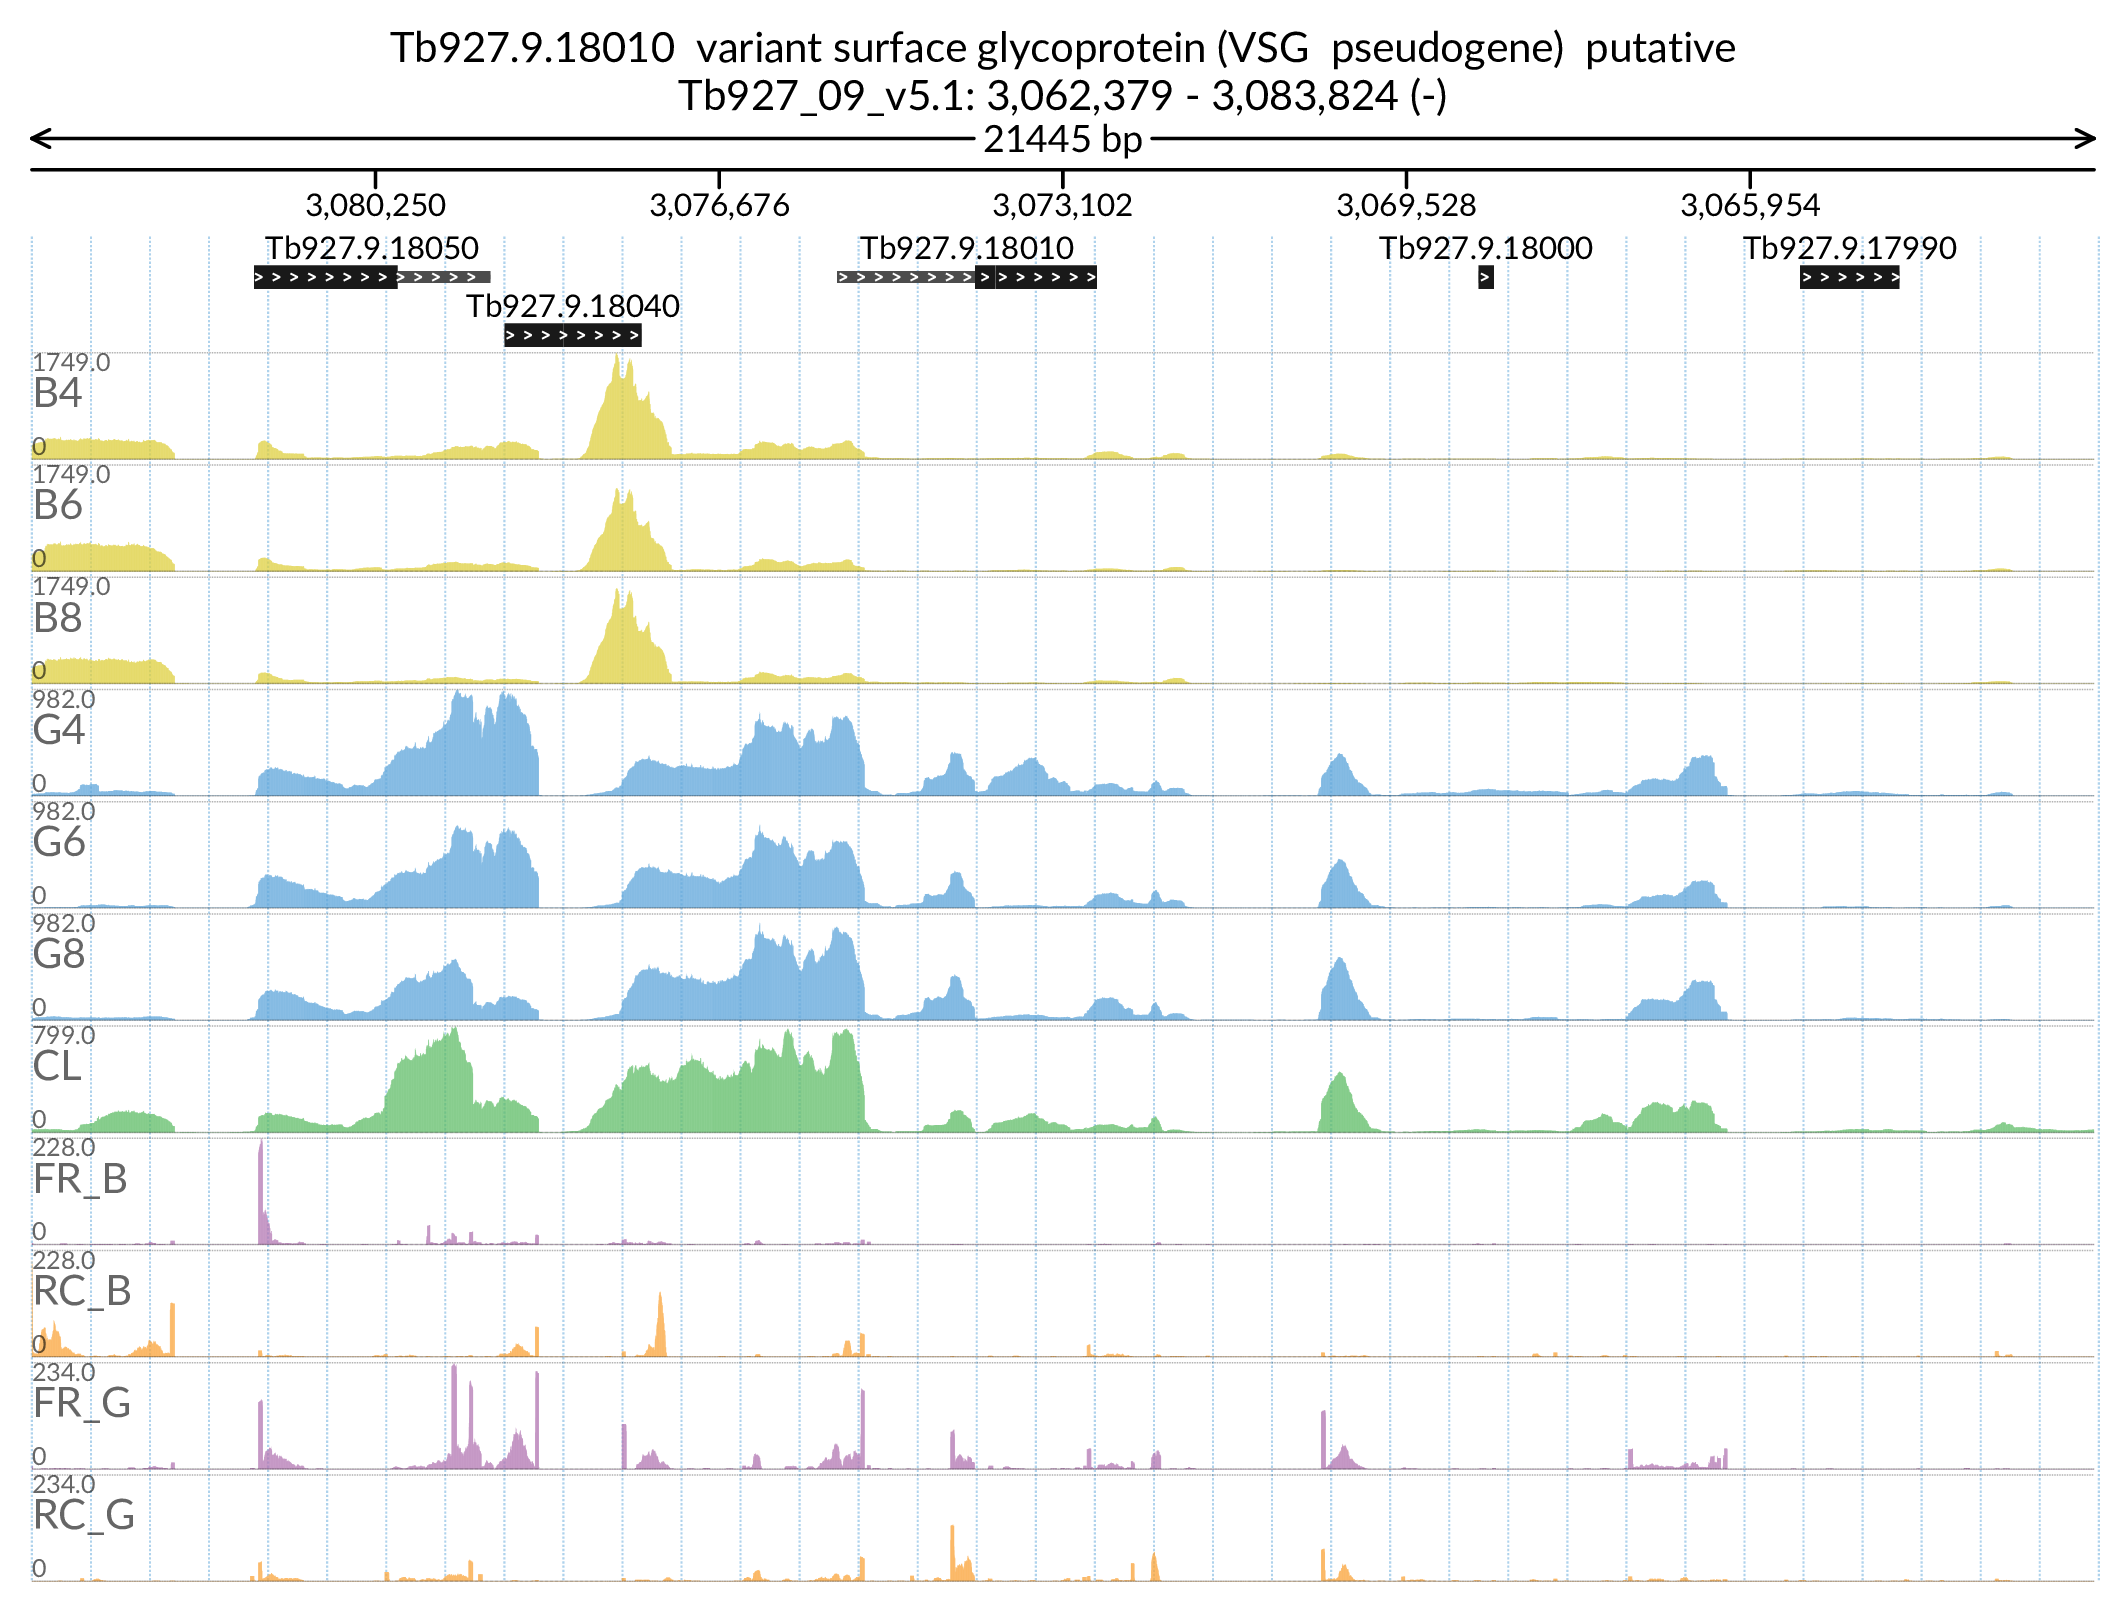 Tb927.9.18010  variant surface glycoprotein (VSG  pseudogene)  putative
Tb927_09_v5.1: 3,062,379 - 3,083,824 (-)
21445 bp
3,080,250 3,076,676 3,073,102 3,069,528 3,065,954
Tb927.9.18050 Tb927.9.18010 Tb927.9.18000 Tb927.9.17990
Tb927.9.18040
1749.0
B4
0
1749.0
B6
0
1749.0
B8
0
982.0
G4
0
982.0
G6
0
982.0
G8
0
799.0
CL
0
228.0
FR_B
0
228.0
RC_B
0
234.0
FR_G
0
234.0
RC_G
0